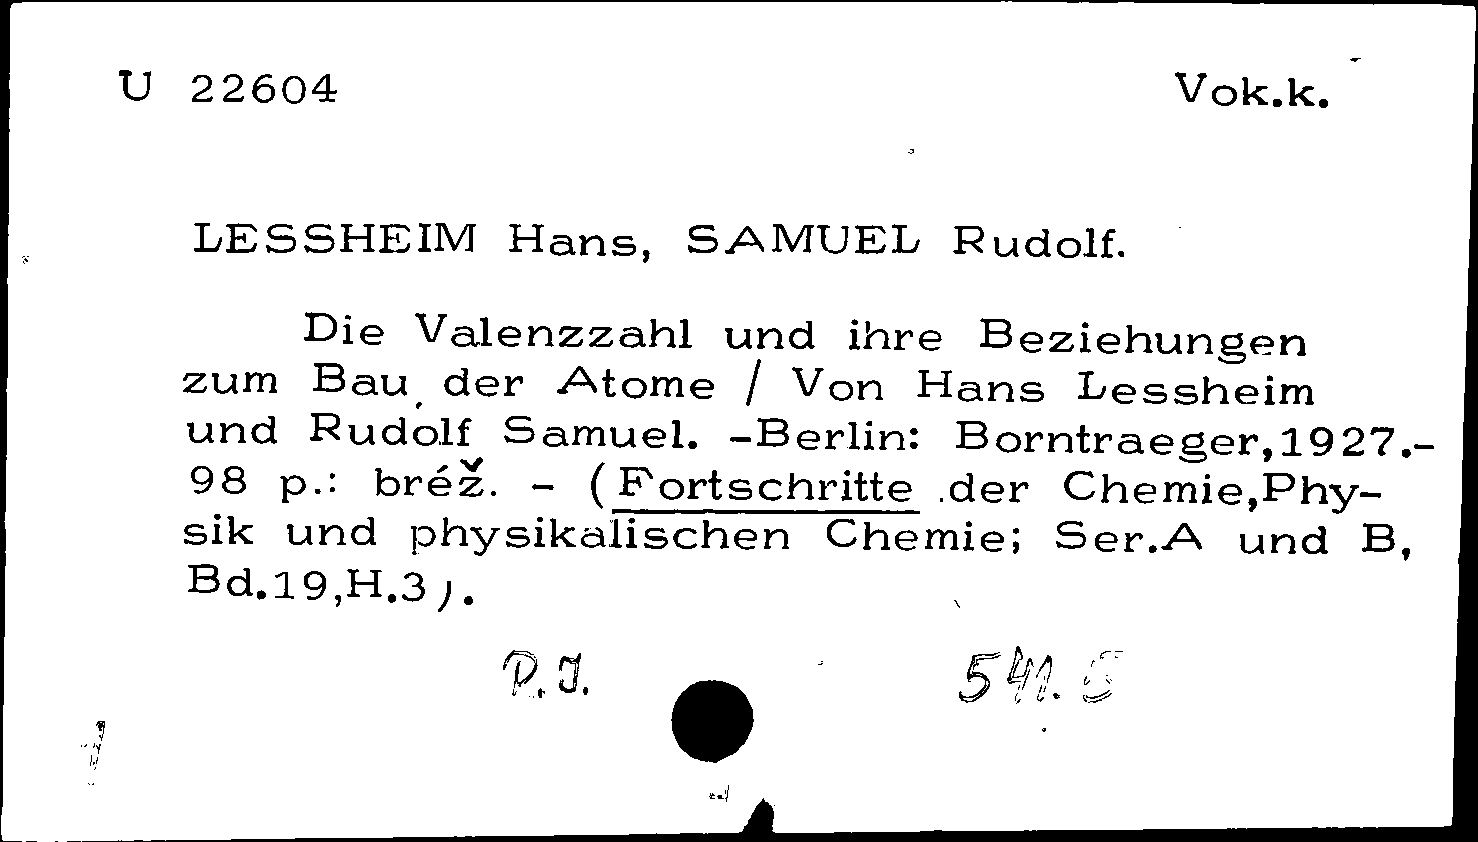 U 22604 Vok.k.
LESSHEIM Hans, SAMUEL Rudolf.
Die Valenzzahl und ihre Beziehungen
zum Bau der Atome / Von Hans Lessheim
und Rudolf Samuel. -Berlin: Borntraeger,1927.-
98 p.: bréž. - (Fortschritte der Chemie,Phy-
sik und physikalischen Chemie; Ser.A und B,
Bd.19,H.3).
P.J. 541.5